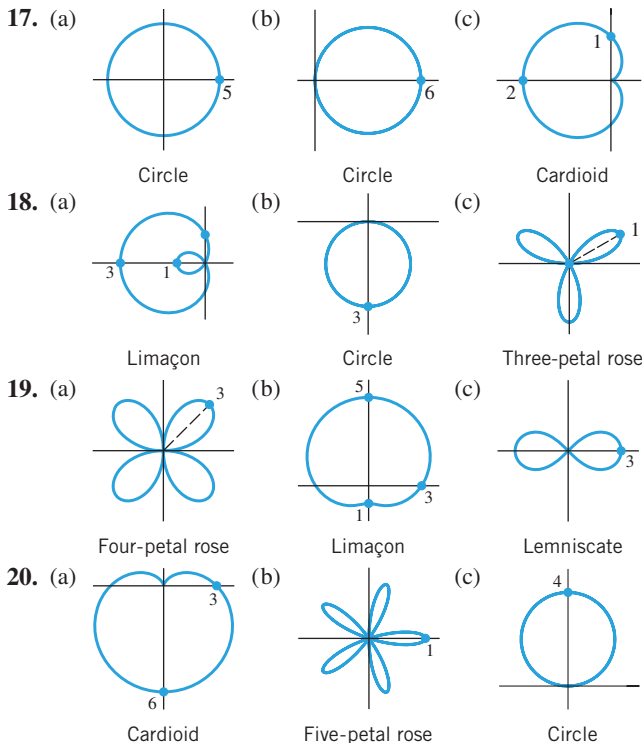 17. (a) (b) (c)
5 6 1 2
Circle Circle Cardioid
18. (a) (b) (c)
3 1 3 1
Limaçon Circle Three-petal rose
19. (a) (b) (c)
3 5 3 1 3
Four-petal rose Limaçon Lemniscate
20. (a) (b) (c)
3 6 1 4
Cardioid Five-petal rose Circle